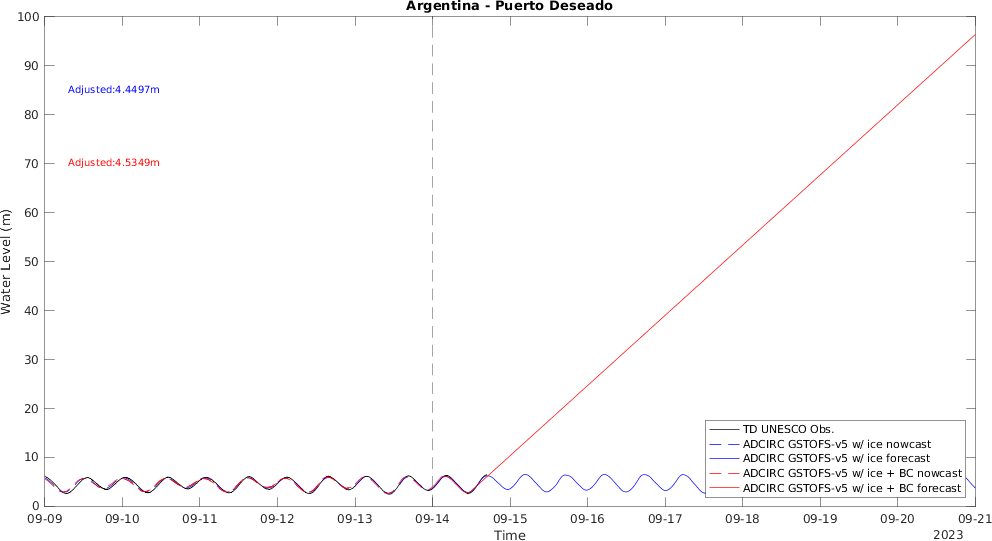 Argentina - Puerto Deseado
100
90
80
70
60
50
40
30
20
10
0
Water Level (m)
Adjusted:4.4497m
Adjusted:4.5349m
TD UNESCO Obs.
ADCIRC GSTOFS-v5 w/ ice nowcast
ADCIRC GSTOFS-v5 w/ ice forecast
ADCIRC GSTOFS-v5 w/ ice + BC nowcast
ADCIRC GSTOFS-v5 w/ ice + BC forecast
09-09 09-10 09-11 09-12 09-13 09-14 09-15 09-16 09-17 09-18 09-19 09-20 09-21
Time
2023